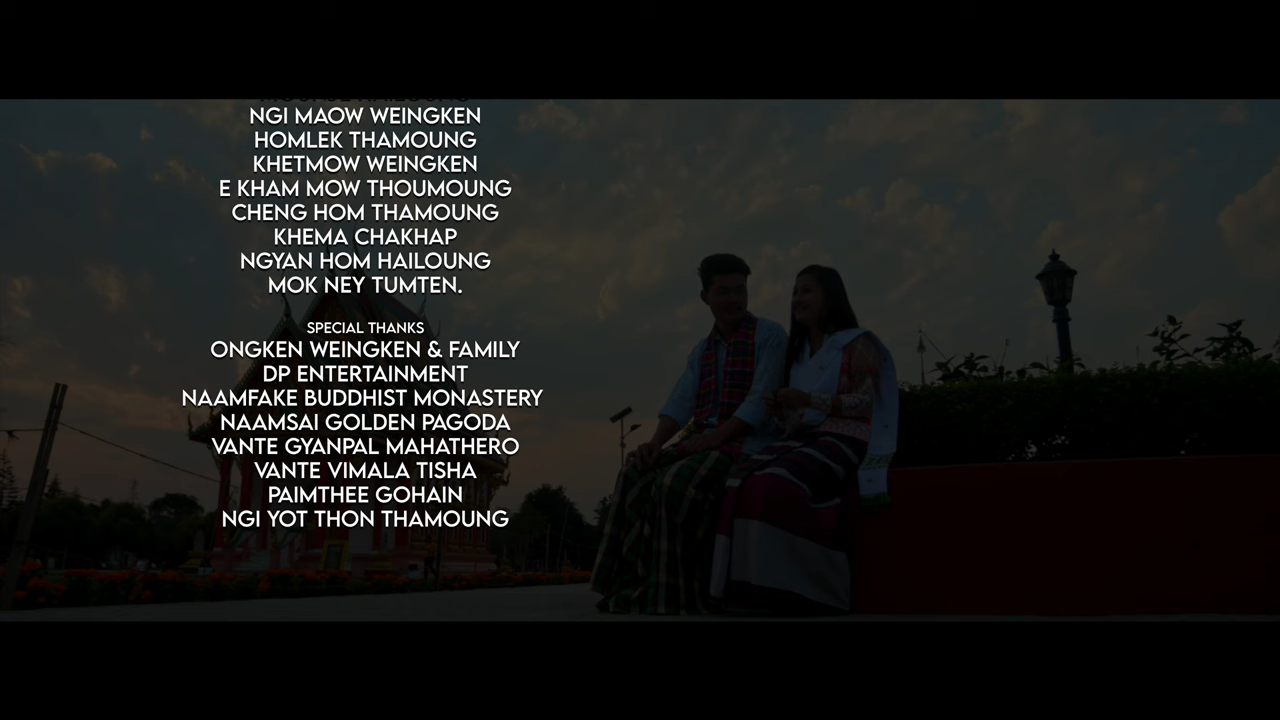 NGI MAOW WEINGKEN
HOMLEK THAMOUNG
KHETMOW WEINGKEN
E KHAM MOW THOUMOUNG
CHENG HOM THAMOUNG
KHEMA CHAKHAP
NGYAN HOM HAILOUNG
MOK NEY TUMTEN.
SPECIAL THANKS
ONGKEN WEINGKEN & FAMILY
DP ENTERTAINMENT
NAAMFAKE BUDDHIST MONASTERY
NAAMSAI GOLDEN PAGODA
VANTE GYANPAL MAHATHERO
VANTE VIMALA TISHA
PAIMTHEE GOHAIN
NGI YOT THON THAMOUNG